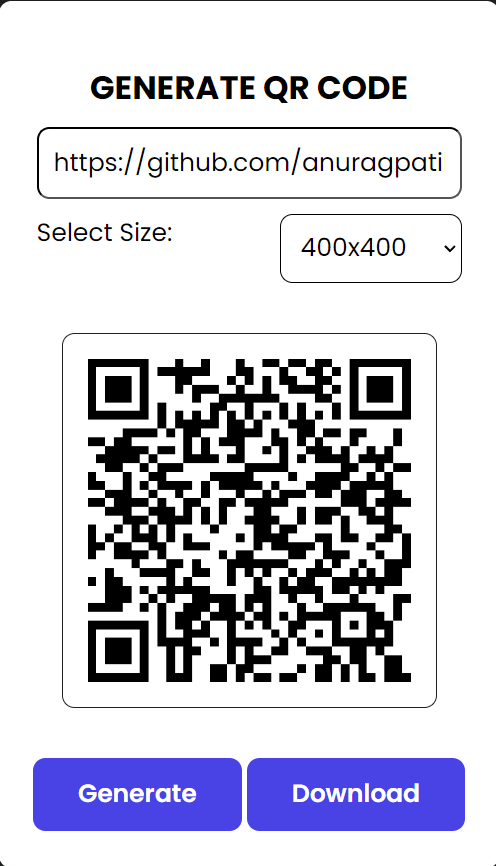 GENERATE QR CODE
https://github.com/anuragpati
Select Size:
400x400
Generate
Download